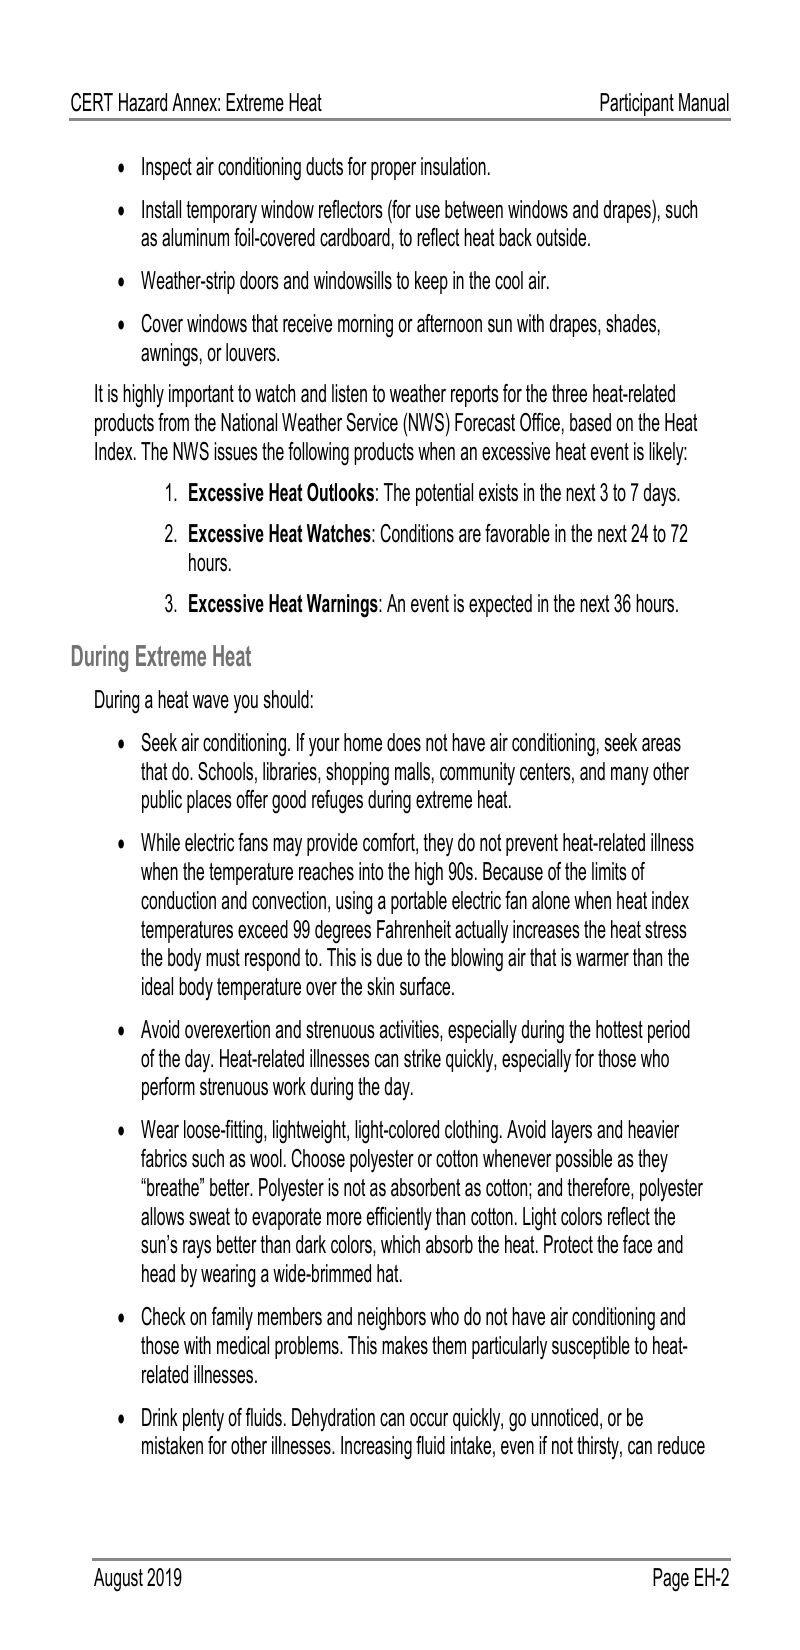 CERT Hazard Annex: Extreme Heat Participant Manual
• Inspect air conditioning ducts for proper insulation.
• Install temporary window reflectors (for use between windows and drapes), such
as aluminum foil-covered cardboard, to reflect heat back outside.
• Weather-strip doors and windowsills to keep in the cool air.
• Cover windows that receive morning or afternoon sun with drapes, shades,
awnings, or louvers.
It is highly important to watch and listen to weather reports for the three heat-related
products from the National Weather Service (NWS) Forecast Office, based on the Heat
Index. The NWS issues the following products when an excessive heat event is likely:
1. Excessive Heat Outlooks: The potential exists in the next 3 to 7 days.
2. Excessive Heat Watches: Conditions are favorable in the next 24 to 72
hours.
3. Excessive Heat Warnings: An event is expected in the next 36 hours.
During Extreme Heat
During a heat wave you should:
• Seek air conditioning. If your home does not have air conditioning, seek areas
that do. Schools, libraries, shopping malls, community centers, and many other
public places offer good refuges during extreme heat.
• While electric fans may provide comfort, they do not prevent heat-related illness
when the temperature reaches into the high 90s. Because of the limits of
conduction and convection, using a portable electric fan alone when heat index
temperatures exceed 99 degrees Fahrenheit actually increases the heat stress
the body must respond to. This is due to the blowing air that is warmer than the
ideal body temperature over the skin surface.
• Avoid overexertion and strenuous activities, especially during the hottest period
of the day. Heat-related illnesses can strike quickly, especially for those who
perform strenuous work during the day.
• Wear loose-fitting, lightweight, light-colored clothing. Avoid layers and heavier
fabrics such as wool. Choose polyester or cotton whenever possible as they
“breathe” better. Polyester is not as absorbent as cotton; and therefore, polyester
allows sweat to evaporate more efficiently than cotton. Light colors reflect the
sun’s rays better than dark colors, which absorb the heat. Protect the face and
head by wearing a wide-brimmed hat.
• Check on family members and neighbors who do not have air conditioning and
those with medical problems. This makes them particularly susceptible to heat-
related illnesses.
• Drink plenty of fluids. Dehydration can occur quickly, go unnoticed, or be
mistaken for other illnesses. Increasing fluid intake, even if not thirsty, can reduce
August 2019 Page EH-2